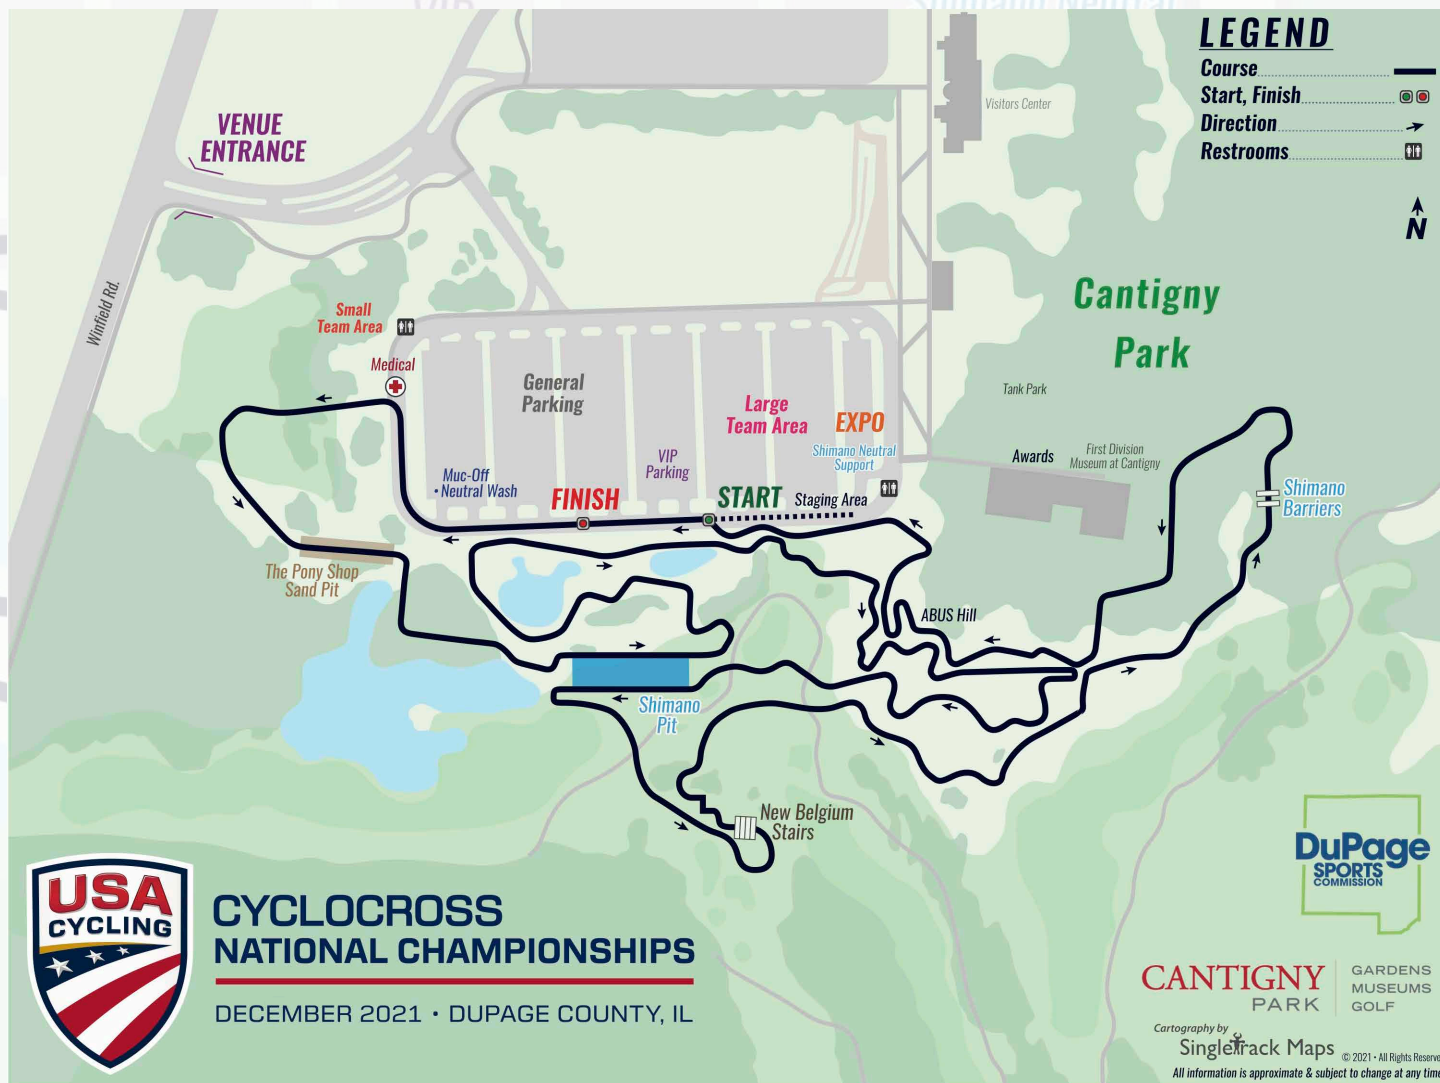 VIP
Shimano Neutral
LEGEND
Course
Start, Finish
Direction
Restrooms
N
VENUE
ENTRANCE
Visitors Center
Winfield Rd.
Small
Team Area
Medical
General
Parking
Large
Team Area
EXPO
Shimano Neutral
Support
VIP
Parking
Muc-Off
• Neutral Wash
FINISH
START
Staging Area
Cantigny
Park
Tank Park
Awards
First Division
Museum at Cantigny
Shimano
Barriers
The Pony Shop
Sand Pit
ABUS Hill
Shimano
Pit
New Belgium
Stairs
USA
CYCLING
CYCLOCROSS
NATIONAL CHAMPIONSHIPS
DECEMBER 2021 • DUPAGE COUNTY, IL
DuPage
SPORTS
COMMISSION
CANTIGNY
PARK
GARDENS
MUSEUMS
GOLF
Cartography by
Singletrack Maps
© 2021 • All Rights Reserve
All information is approximate & subject to change at any time